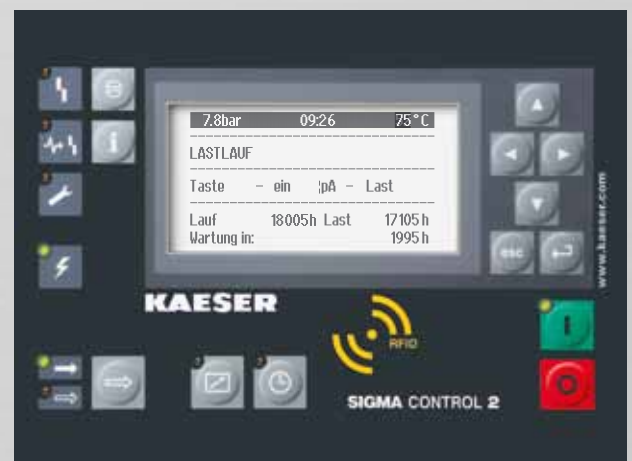 7.8bar 09:26 75°C
LASTLAUF
Taste - ein ¦pA - Last
Lauf 18005h Last 17105h
Wartung in: 1995h
esc
www.kaeser.com
KAESER
RFID
SIGMA CONTROL 2
I
O